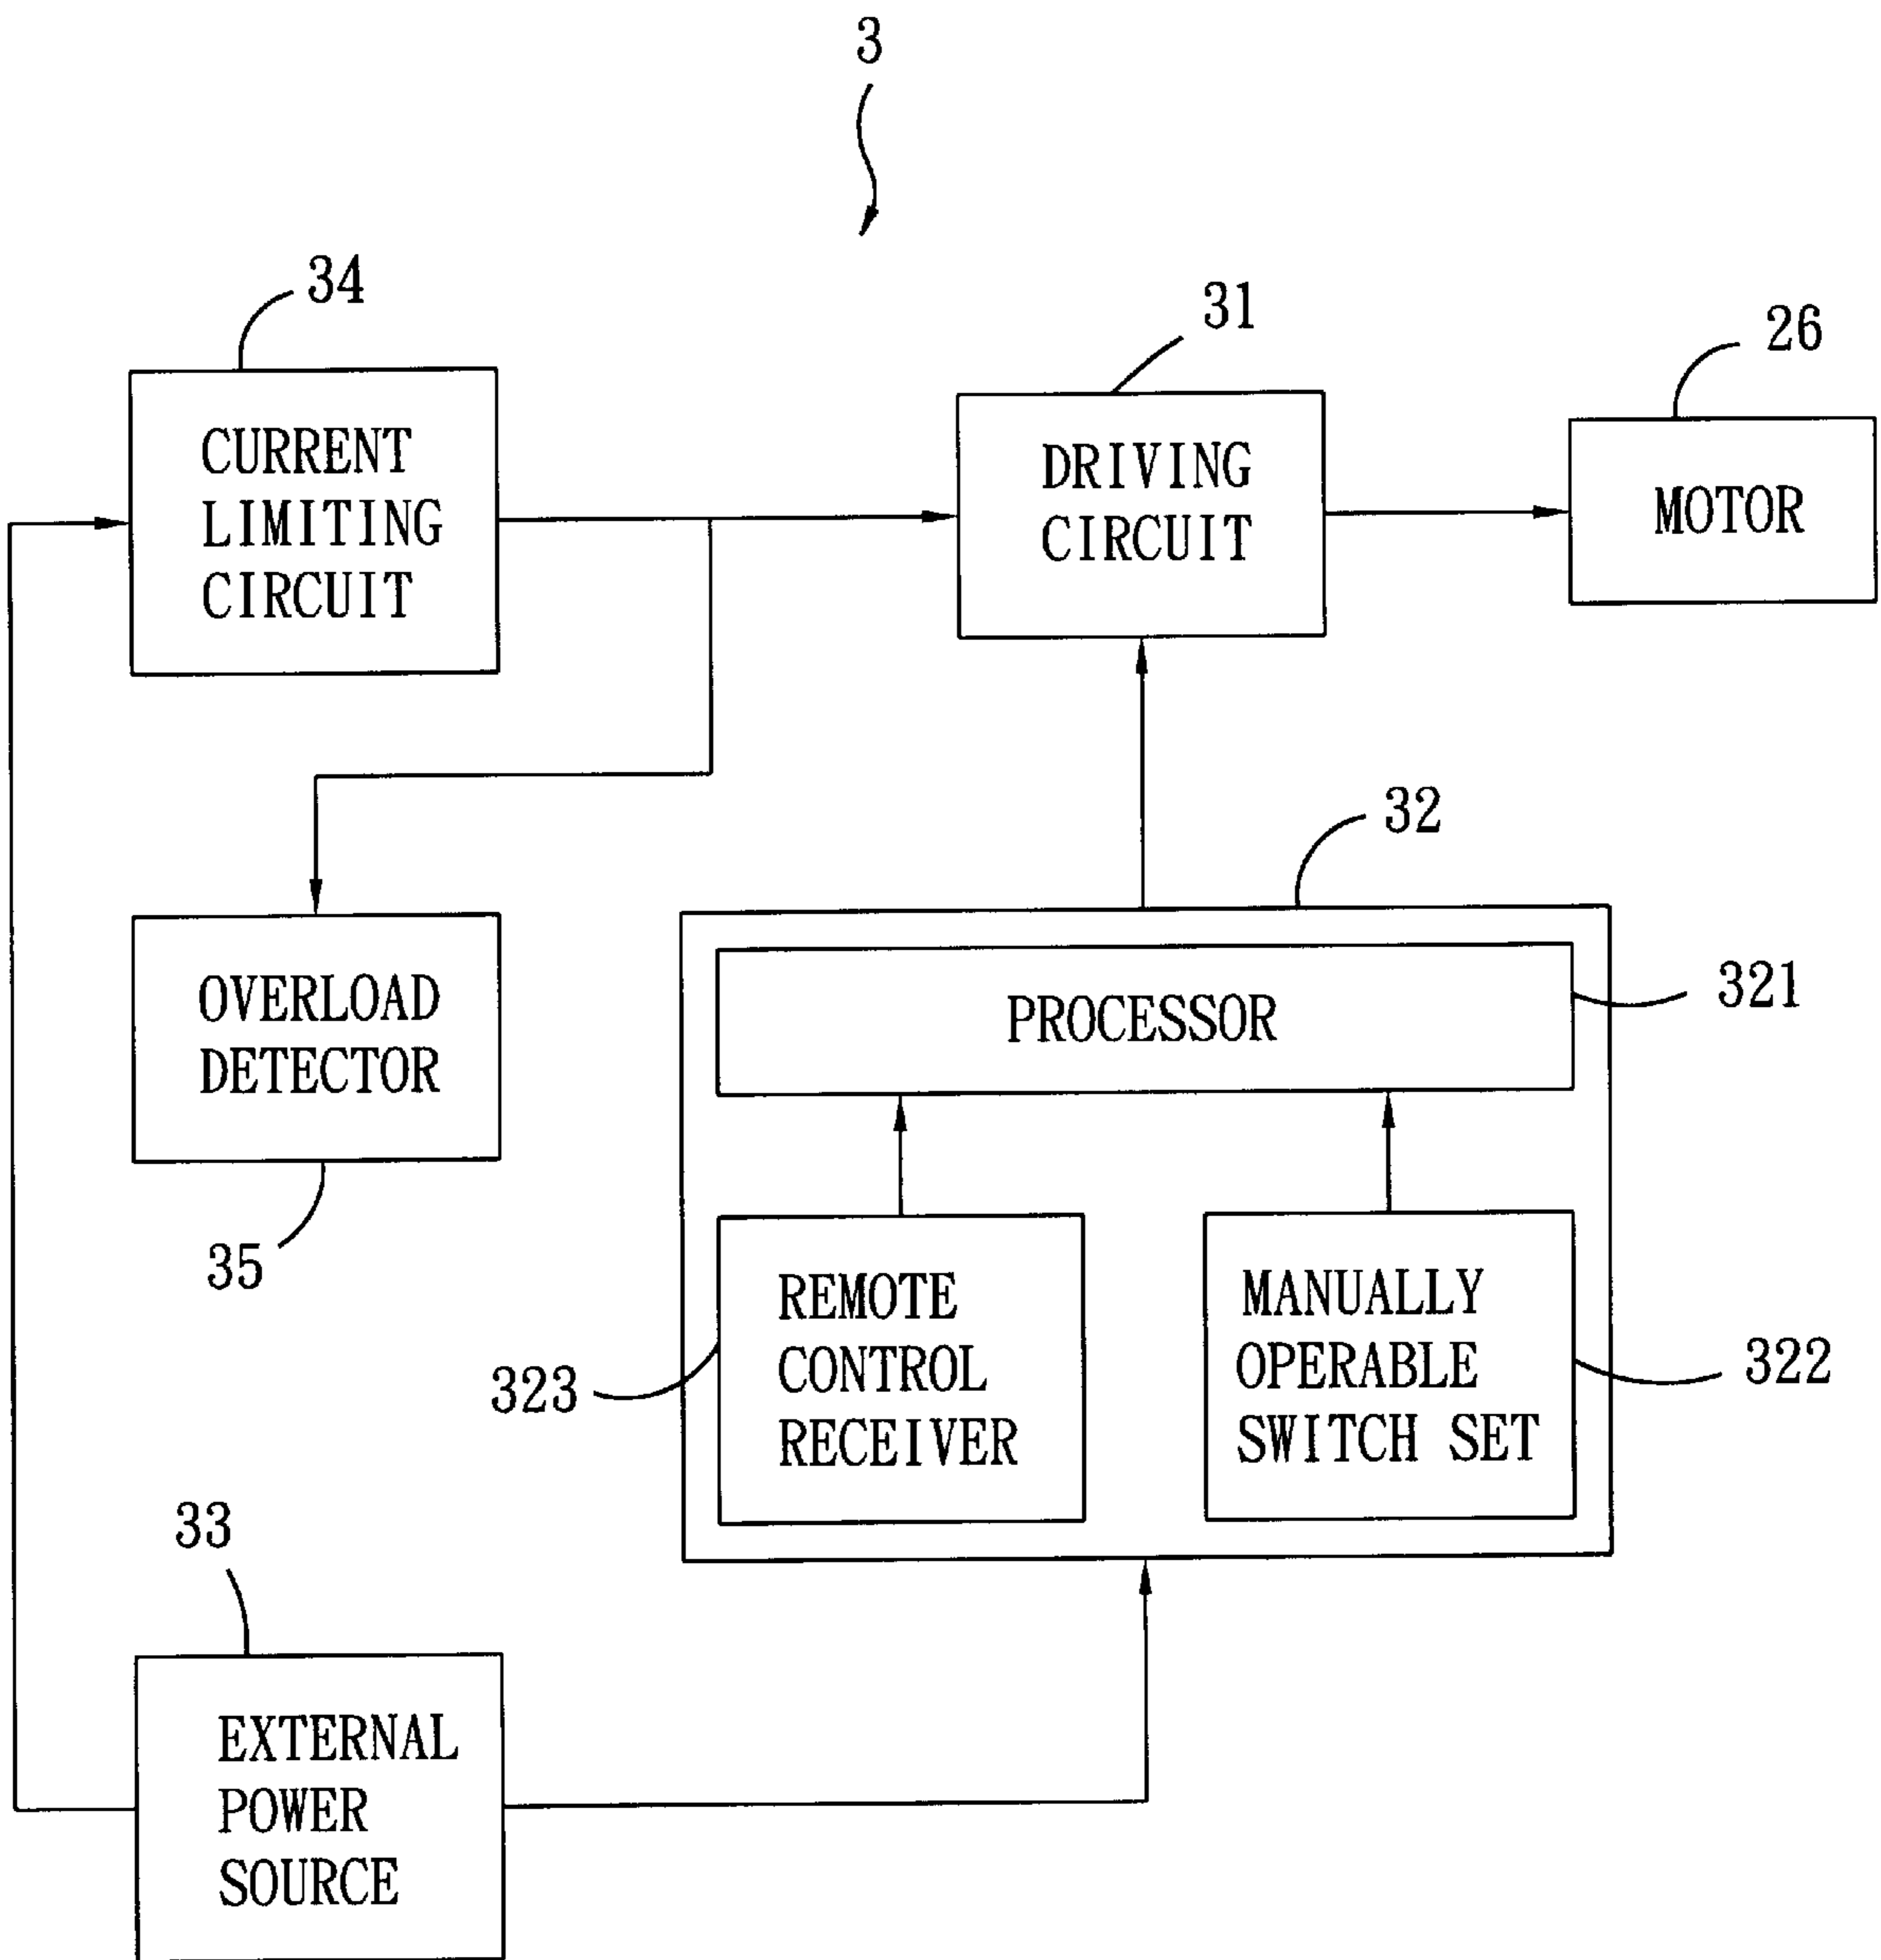 3
34
31
26
CURRENT
LIMITING
CIRCUIT
DRIVING
CIRCUIT
MOTOR
32
OVERLOAD
DETECTOR
35
PROCESSOR
321
REMOTE
CONTROL
RECEIVER
323
MANUALLY
OPERABLE
SWITCH SET
322
33
EXTERNAL
POWER
SOURCE